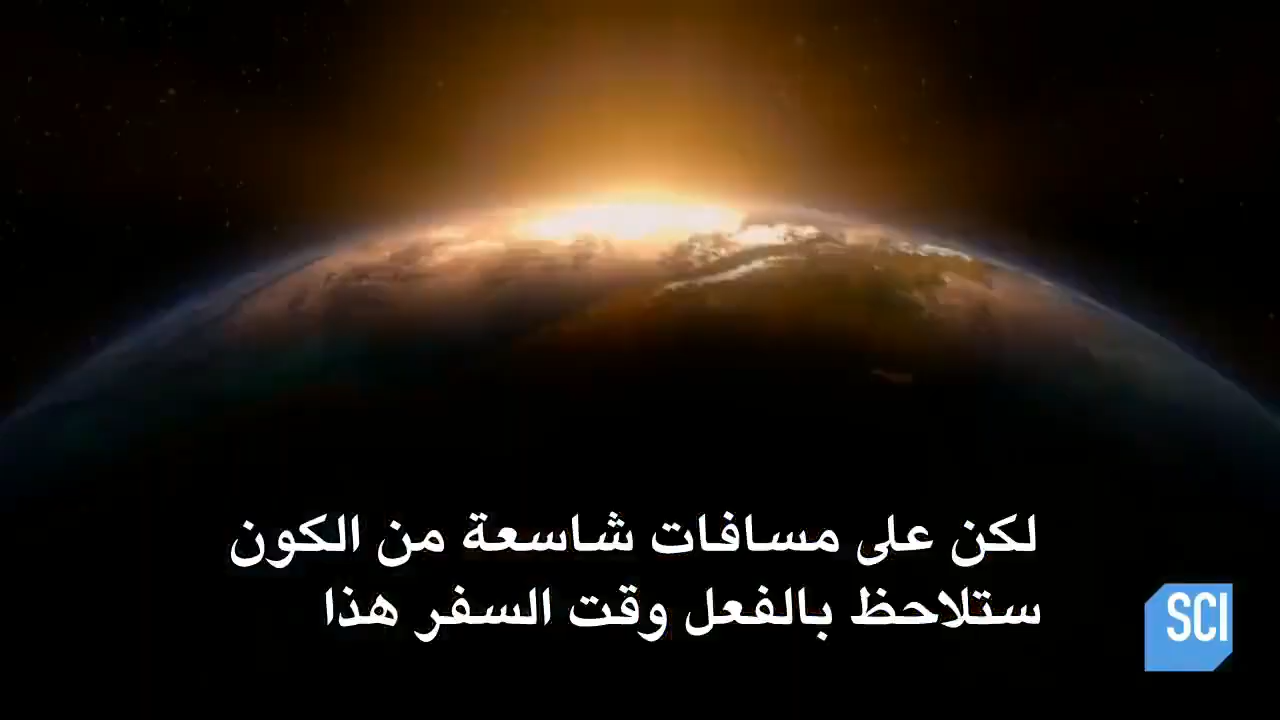 لكن على مسافات شاسعة من الكون
ستلاحظ بالفعل وقت السفر هذا
SCI